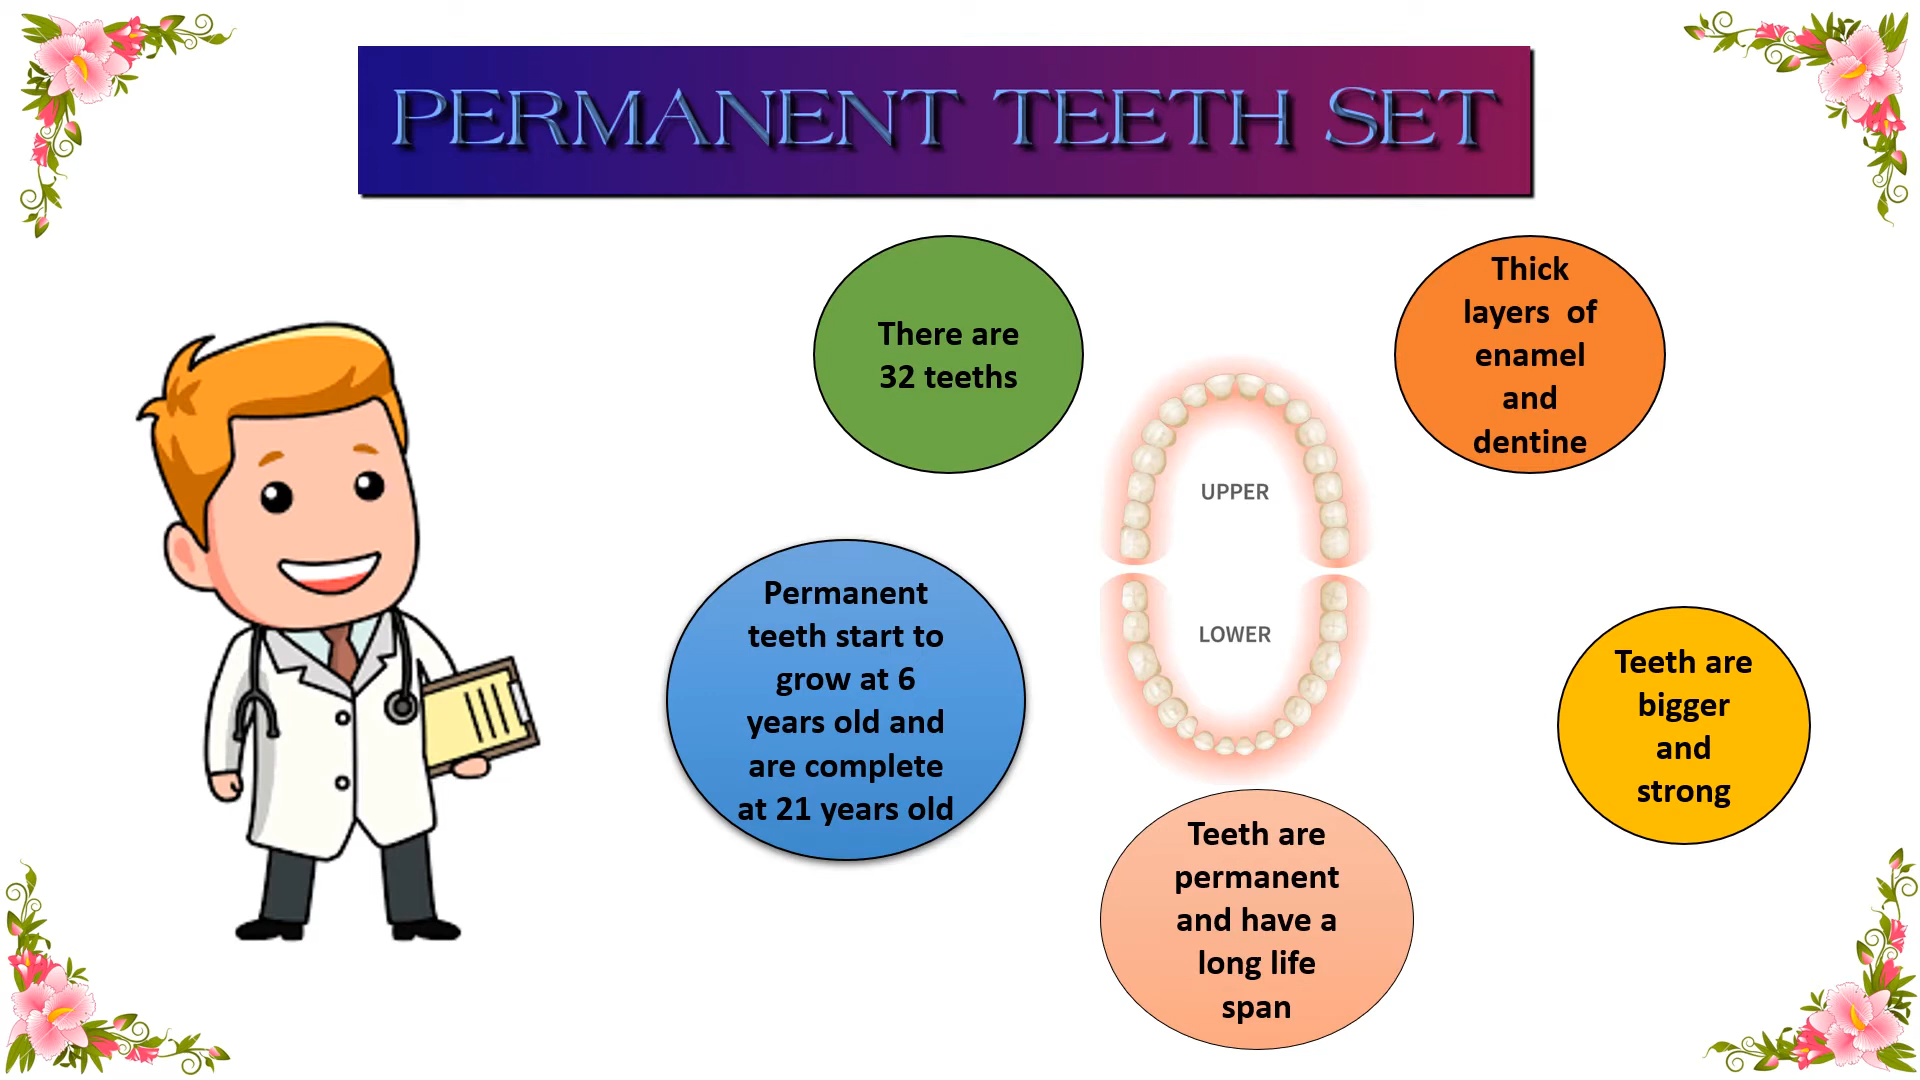 PERMANENT TEETH SET
There are
32 teeths
Thick
layers of
enamel
and
dentine
UPPER
LOWER
Permanent
teeth start to
grow at 6
years old and
are complete
at 21 years old
Teeth are
bigger
and
strong
Teeth are
permanent
and have a
long life
span